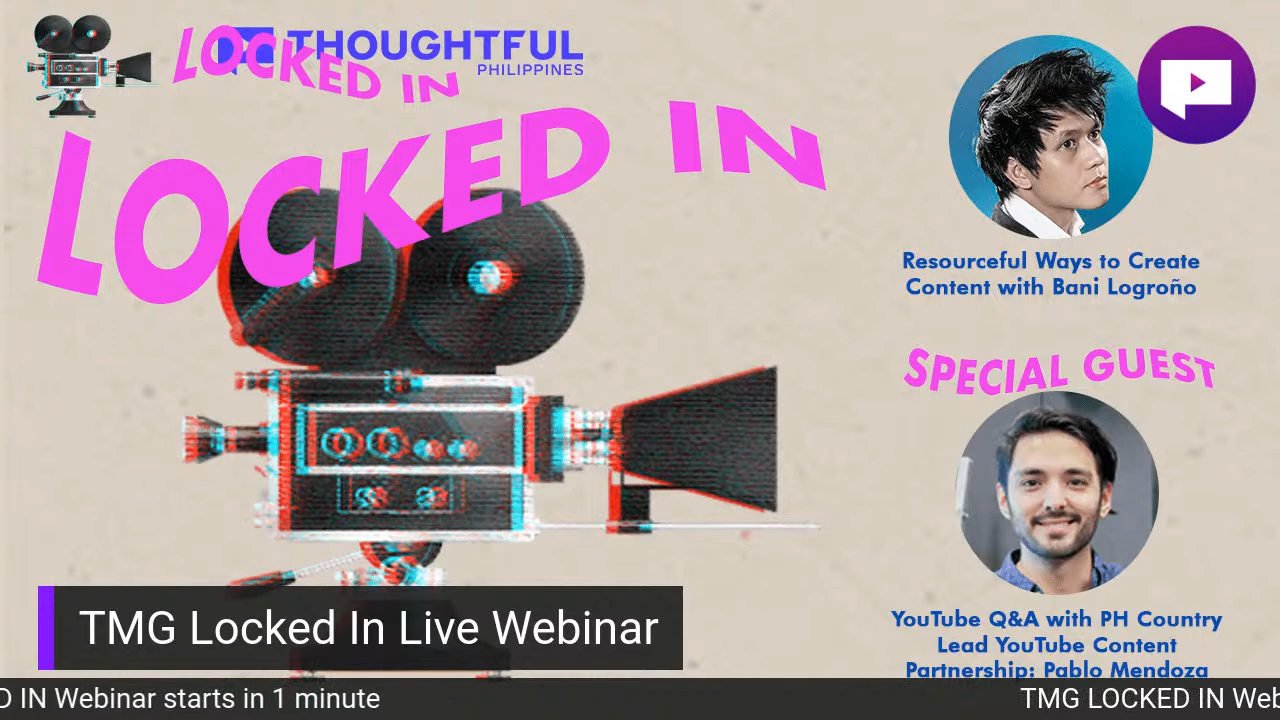 LOCKED IN
THOUGHTFUL
PHILIPPINES
LOCKED IN
Resourceful Ways to Create
Content with Bani Logroño
SPECIAL GUEST
YouTube Q&A with PH Country
Lead YouTube Content
Partnership: Pablo Mendoza
TMG Locked In Live Webinar
D IN Webinar starts in 1 minute
TMG LOCKED IN Web